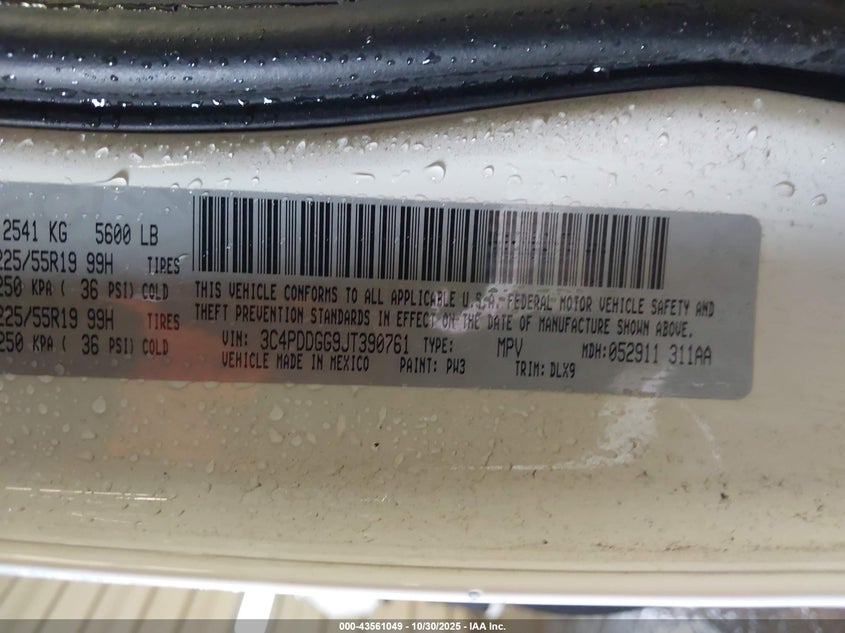 2541 KG 5600 LB
225/55R19 99H TIRES
250 KPA ( 36 PSI) COLD
225/55R19 99H TIRES
250 KPA ( 36 PSI) COLD
THIS VEHICLE CONFORMS TO ALL APPLICABLE U.S.A. FEDERAL MOTOR VEHICLE SAFETY AND
THEFT PREVENTION STANDARDS IN EFFECT ON THE DATE OF MANUFACTURE SHOWN ABOVE.
VIN: 3C4PDDGG9JT390761 TYPE: MPV MDH:052911 311AA
VEHICLE MADE IN MEXICO PAINT: PW3 TRIM: DLX9
000-43561049 - 10/30/2025 - IAA Inc.